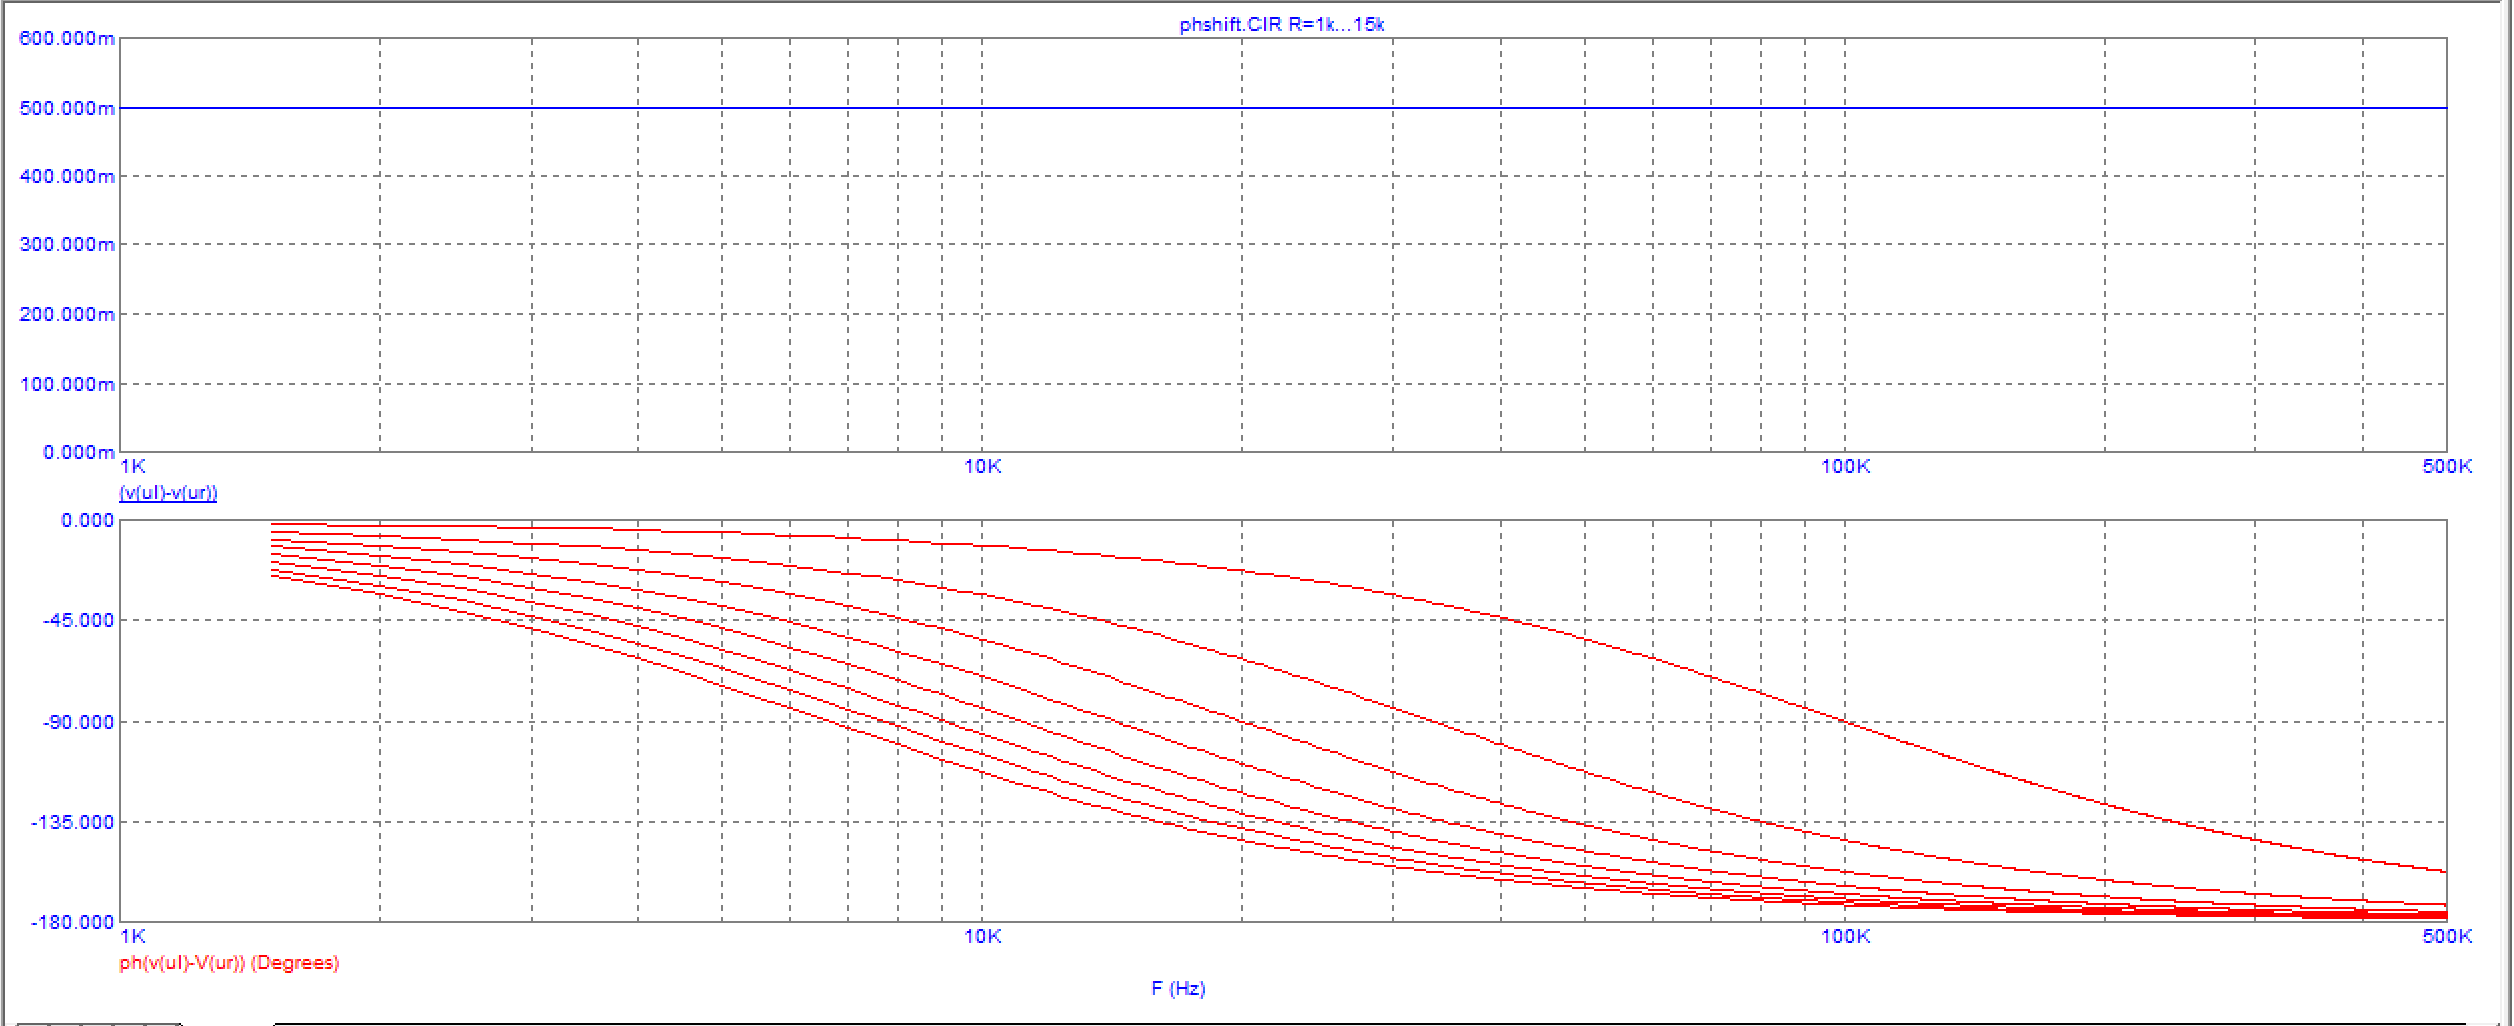 phshift.CIR R=1k...15k
600.000m
500.000m
400.000m
300.000m
200.000m
100.000m
0.000m
1K 10K 100K 500K
(v(ul)-v(ur))
0.000
-45.000
-90.000
-135.000
-180.000
1K 10K 100K 500K
ph(v(ul)-V(ur)) (Degrees)
F (Hz)